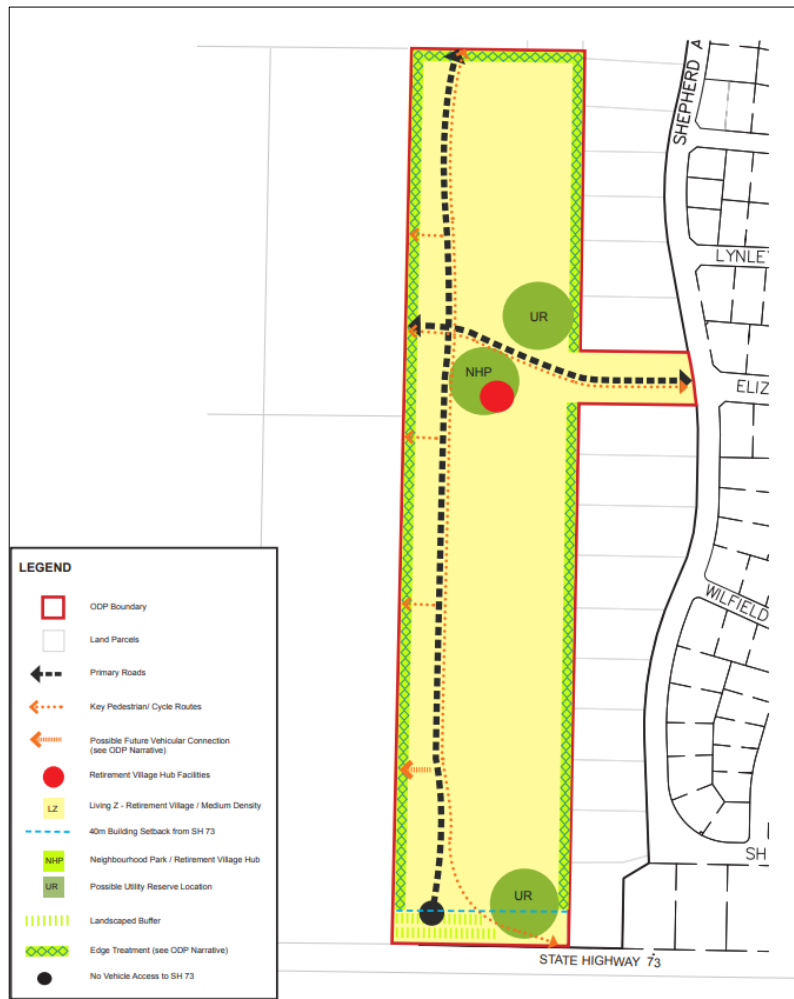 SHEPHERD A
LYNLE
UR
NHP
ELIZ
WILFIELD
SH
UR
STATE HIGHWAY 73
LEGEND
ODP Boundary
Land Parcels
Primary Roads
Key Pedestrian/ Cycle Routes
Possible Future Vehicular Connection
(see ODP Narrative)
Retirement Village Hub Facilities
LZ Living Z - Retirement Village / Medium Density
40m Building Setback from SH 73
NHP Neighbourhood Park / Retirement Village Hub
UR Possible Utility Reserve Location
Landscaped Buffer
Edge Treatment (see ODP Narrative)
No Vehicle Access to SH 73